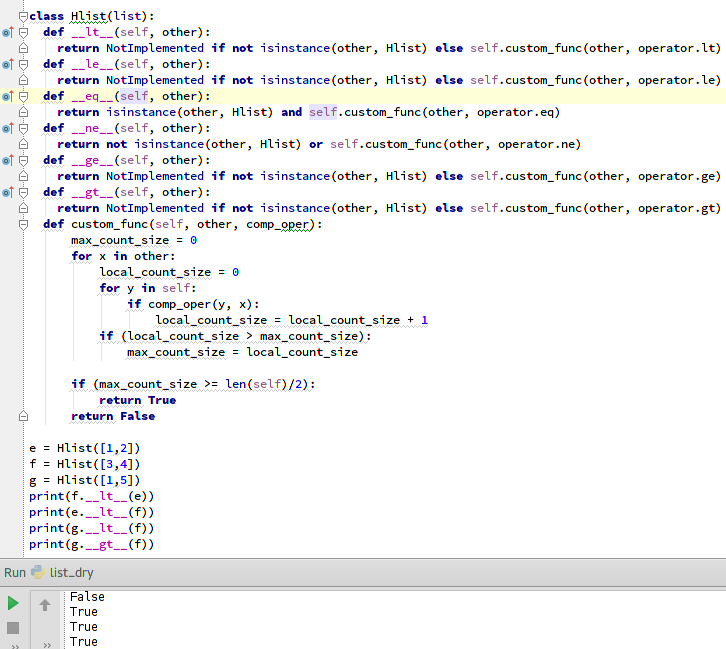 class Hlist(list):
def __lt__(self, other):
return NotImplemented if not isinstance(other, Hlist) else self.custom_func(other, operator.lt)
def __le__(self, other):
return NotImplemented if not isinstance(other, Hlist) else self.custom_func(other, operator.le)
def __eq__(self, other):
return isinstance(other, Hlist) and self.custom_func(other, operator.eq)
def __ne__(self, other):
return not isinstance(other, Hlist) or self.custom_func(other, operator.ne)
def __ge__(self, other):
return NotImplemented if not isinstance(other, Hlist) else self.custom_func(other, operator.ge)
def __gt__(self, other):
return NotImplemented if not isinstance(other, Hlist) else self.custom_func(other, operator.gt)
def custom_func(self, other, comp_oper):
max_count_size = 0
for x in other:
local_count_size = 0
for y in self:
if comp_oper(y, x):
local_count_size = local_count_size + 1
if (local_count_size > max_count_size):
max_count_size = local_count_size
if (max_count_size >= len(self)/2):
return True
return False
e = Hlist([1,2])
f = Hlist([3,4])
g = Hlist([1,5])
print(f.__lt__(e))
print(e.__lt__(f))
print(g.__lt__(f))
print(g.__gt__(f))
Run list_dry
False
True
True
True